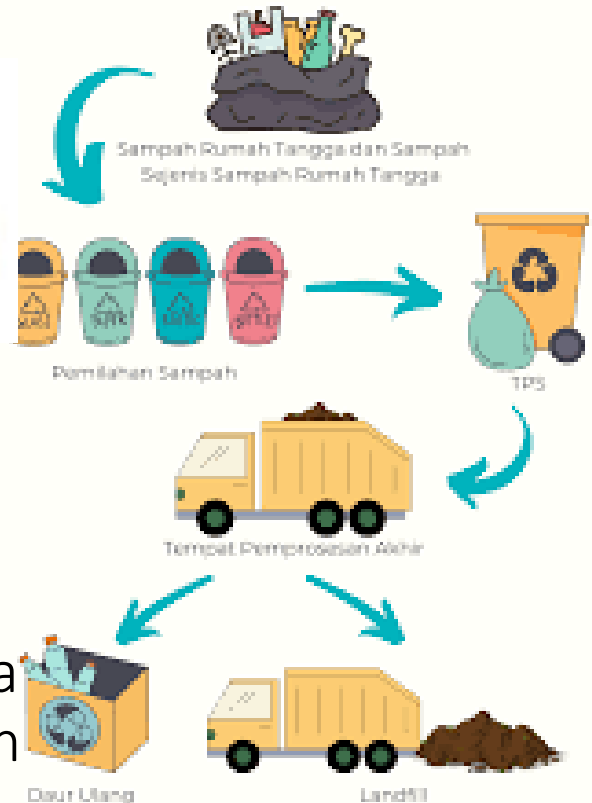 Sampah Rumah Tangga dan Sampah
Sejenis Sampah Rumah Tangga
Pemilahan Sampah
TPS
Tempat Pemprosesan Akhir
a
n
Daur Ulang
Landfill